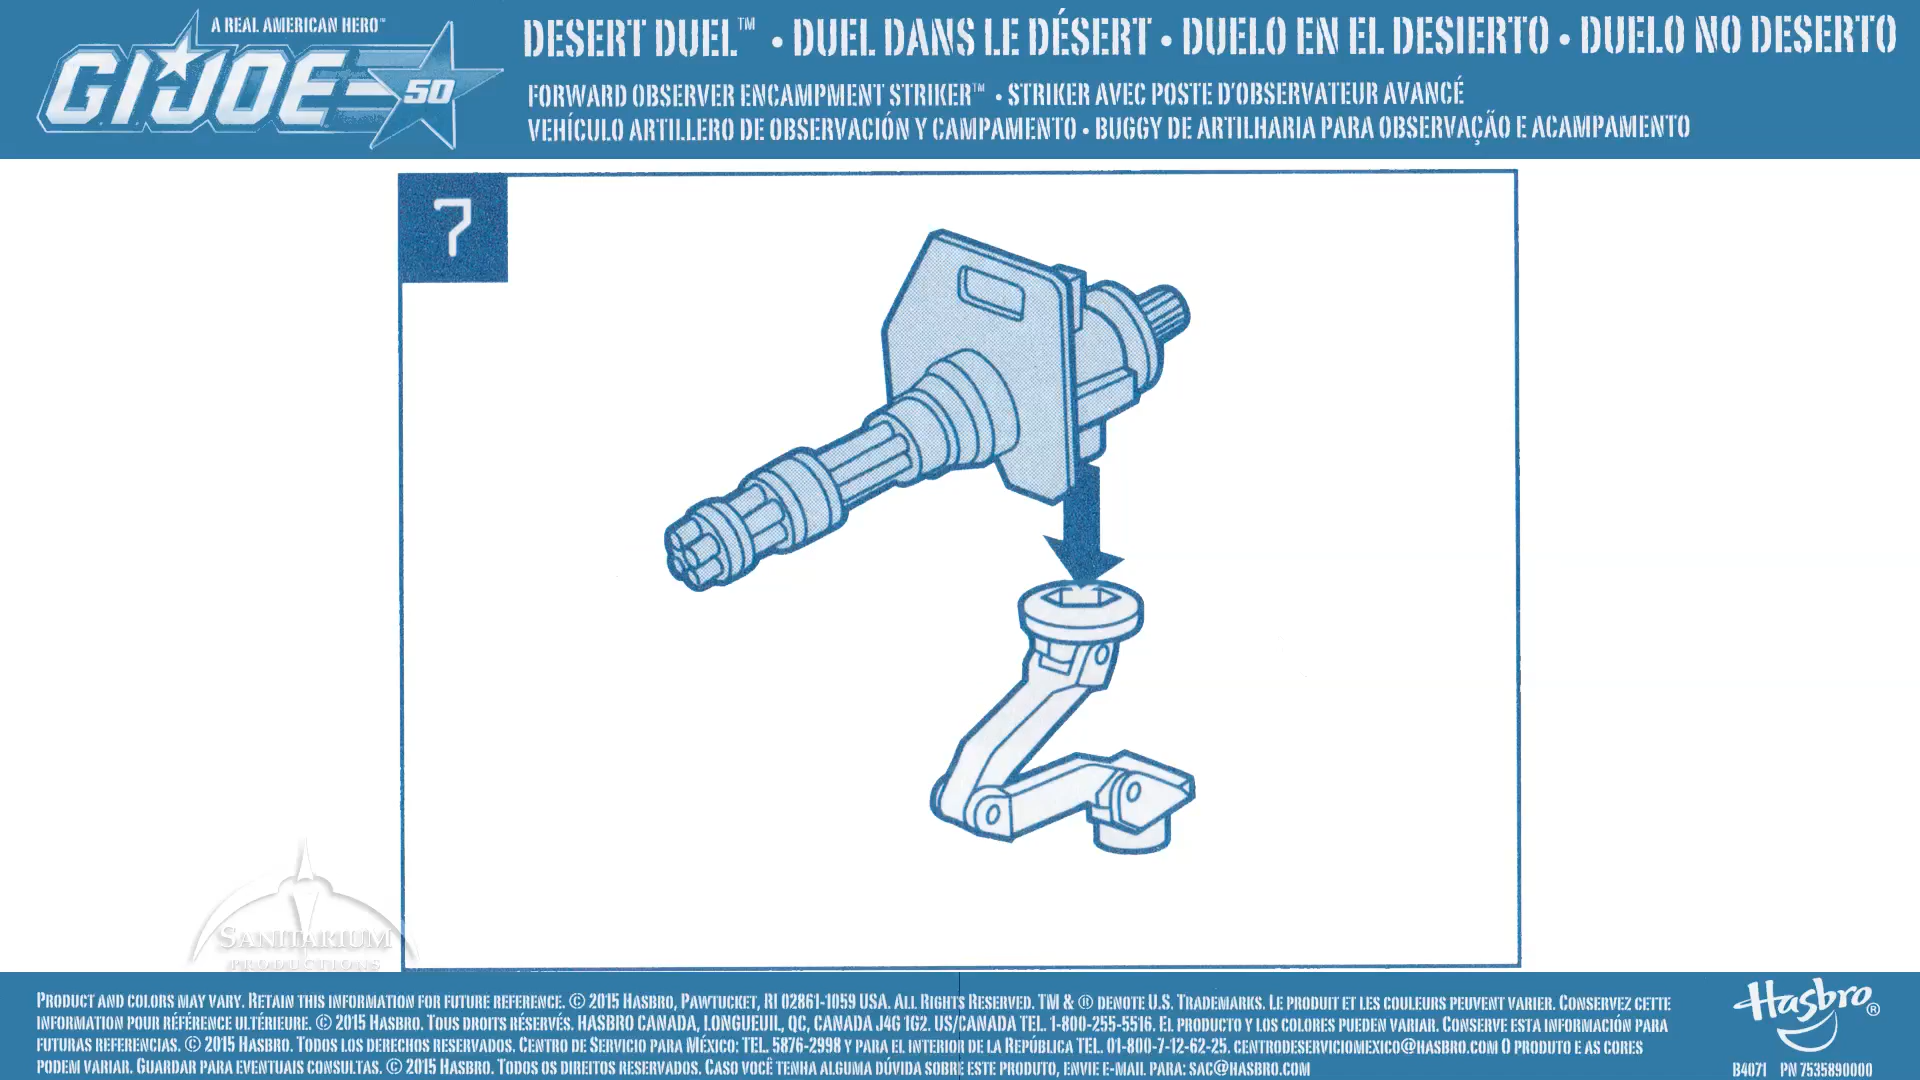 A REAL AMERICAN HERO™
G.I. JOE 50
DESERT DUEL™ • DUEL DANS LE DÉSERT • DUELO EN EL DESIERTO • DUELO NO DESERTO
FORWARD OBSERVER ENCAMPMENT STRIKER™ • STRIKER AVEC POSTE D'OBSERVATEUR AVANCÉ
VEHÍCULO ARTILLERO DE OBSERVACIÓN Y CAMPAMENTO • BUGGY DE ARTILHARIA PARA OBSERVAÇÃO E ACAMPAMENTO
7
SANITARIUM
PRODUCTIONS
PRODUCT AND COLORS MAY VARY. RETAIN THIS INFORMATION FOR FUTURE REFERENCE. © 2015 HASBRO, PAWTUCKET, RI 02861-1059 USA. ALL RIGHTS RESERVED. TM & ® DENOTE U.S. TRADEMARKS. LE PRODUIT ET LES COULEURS PEUVENT VARIER. CONSERVEZ CETTE
INFORMATION POUR RÉFÉRENCE ULTÉRIEURE. © 2015 HASBRO. TOUS DROITS RÉSERVÉS. HASBRO CANADA, LONGUEUIL, QC, CANADA J4G 1G2. US/CANADA TEL. 1-800-255-5516. EL PRODUCTO Y LOS COLORES PUEDEN VARIAR. CONSERVE ESTA INFORMACIÓN PARA
FUTURAS REFERENCIAS. © 2015 HASBRO. TODOS LOS DERECHOS RESERVADOS. CENTRO DE SERVICIO PARA MÉXICO: TEL. 5876-2998 Y PARA EL INTERIOR DE LA REPÚBLICA TEL. 01-800-7-12-62-25. CENTRODESERVICIOMEXICO@HASBRO.COM O PRODUTO E AS CORES
PODEM VARIAR. GUARDAR PARA EVENTUAIS CONSULTAS. © 2015 HASBRO. TODOS OS DIREITOS RESERVADOS. CASO VOCÊ TENHA ALGUMA DÚVIDA SOBRE ESTE PRODUTO, ENVIE E-MAIL PARA: SAC@HASBRO.COM
Hasbro®
B4071 PN 7535890000